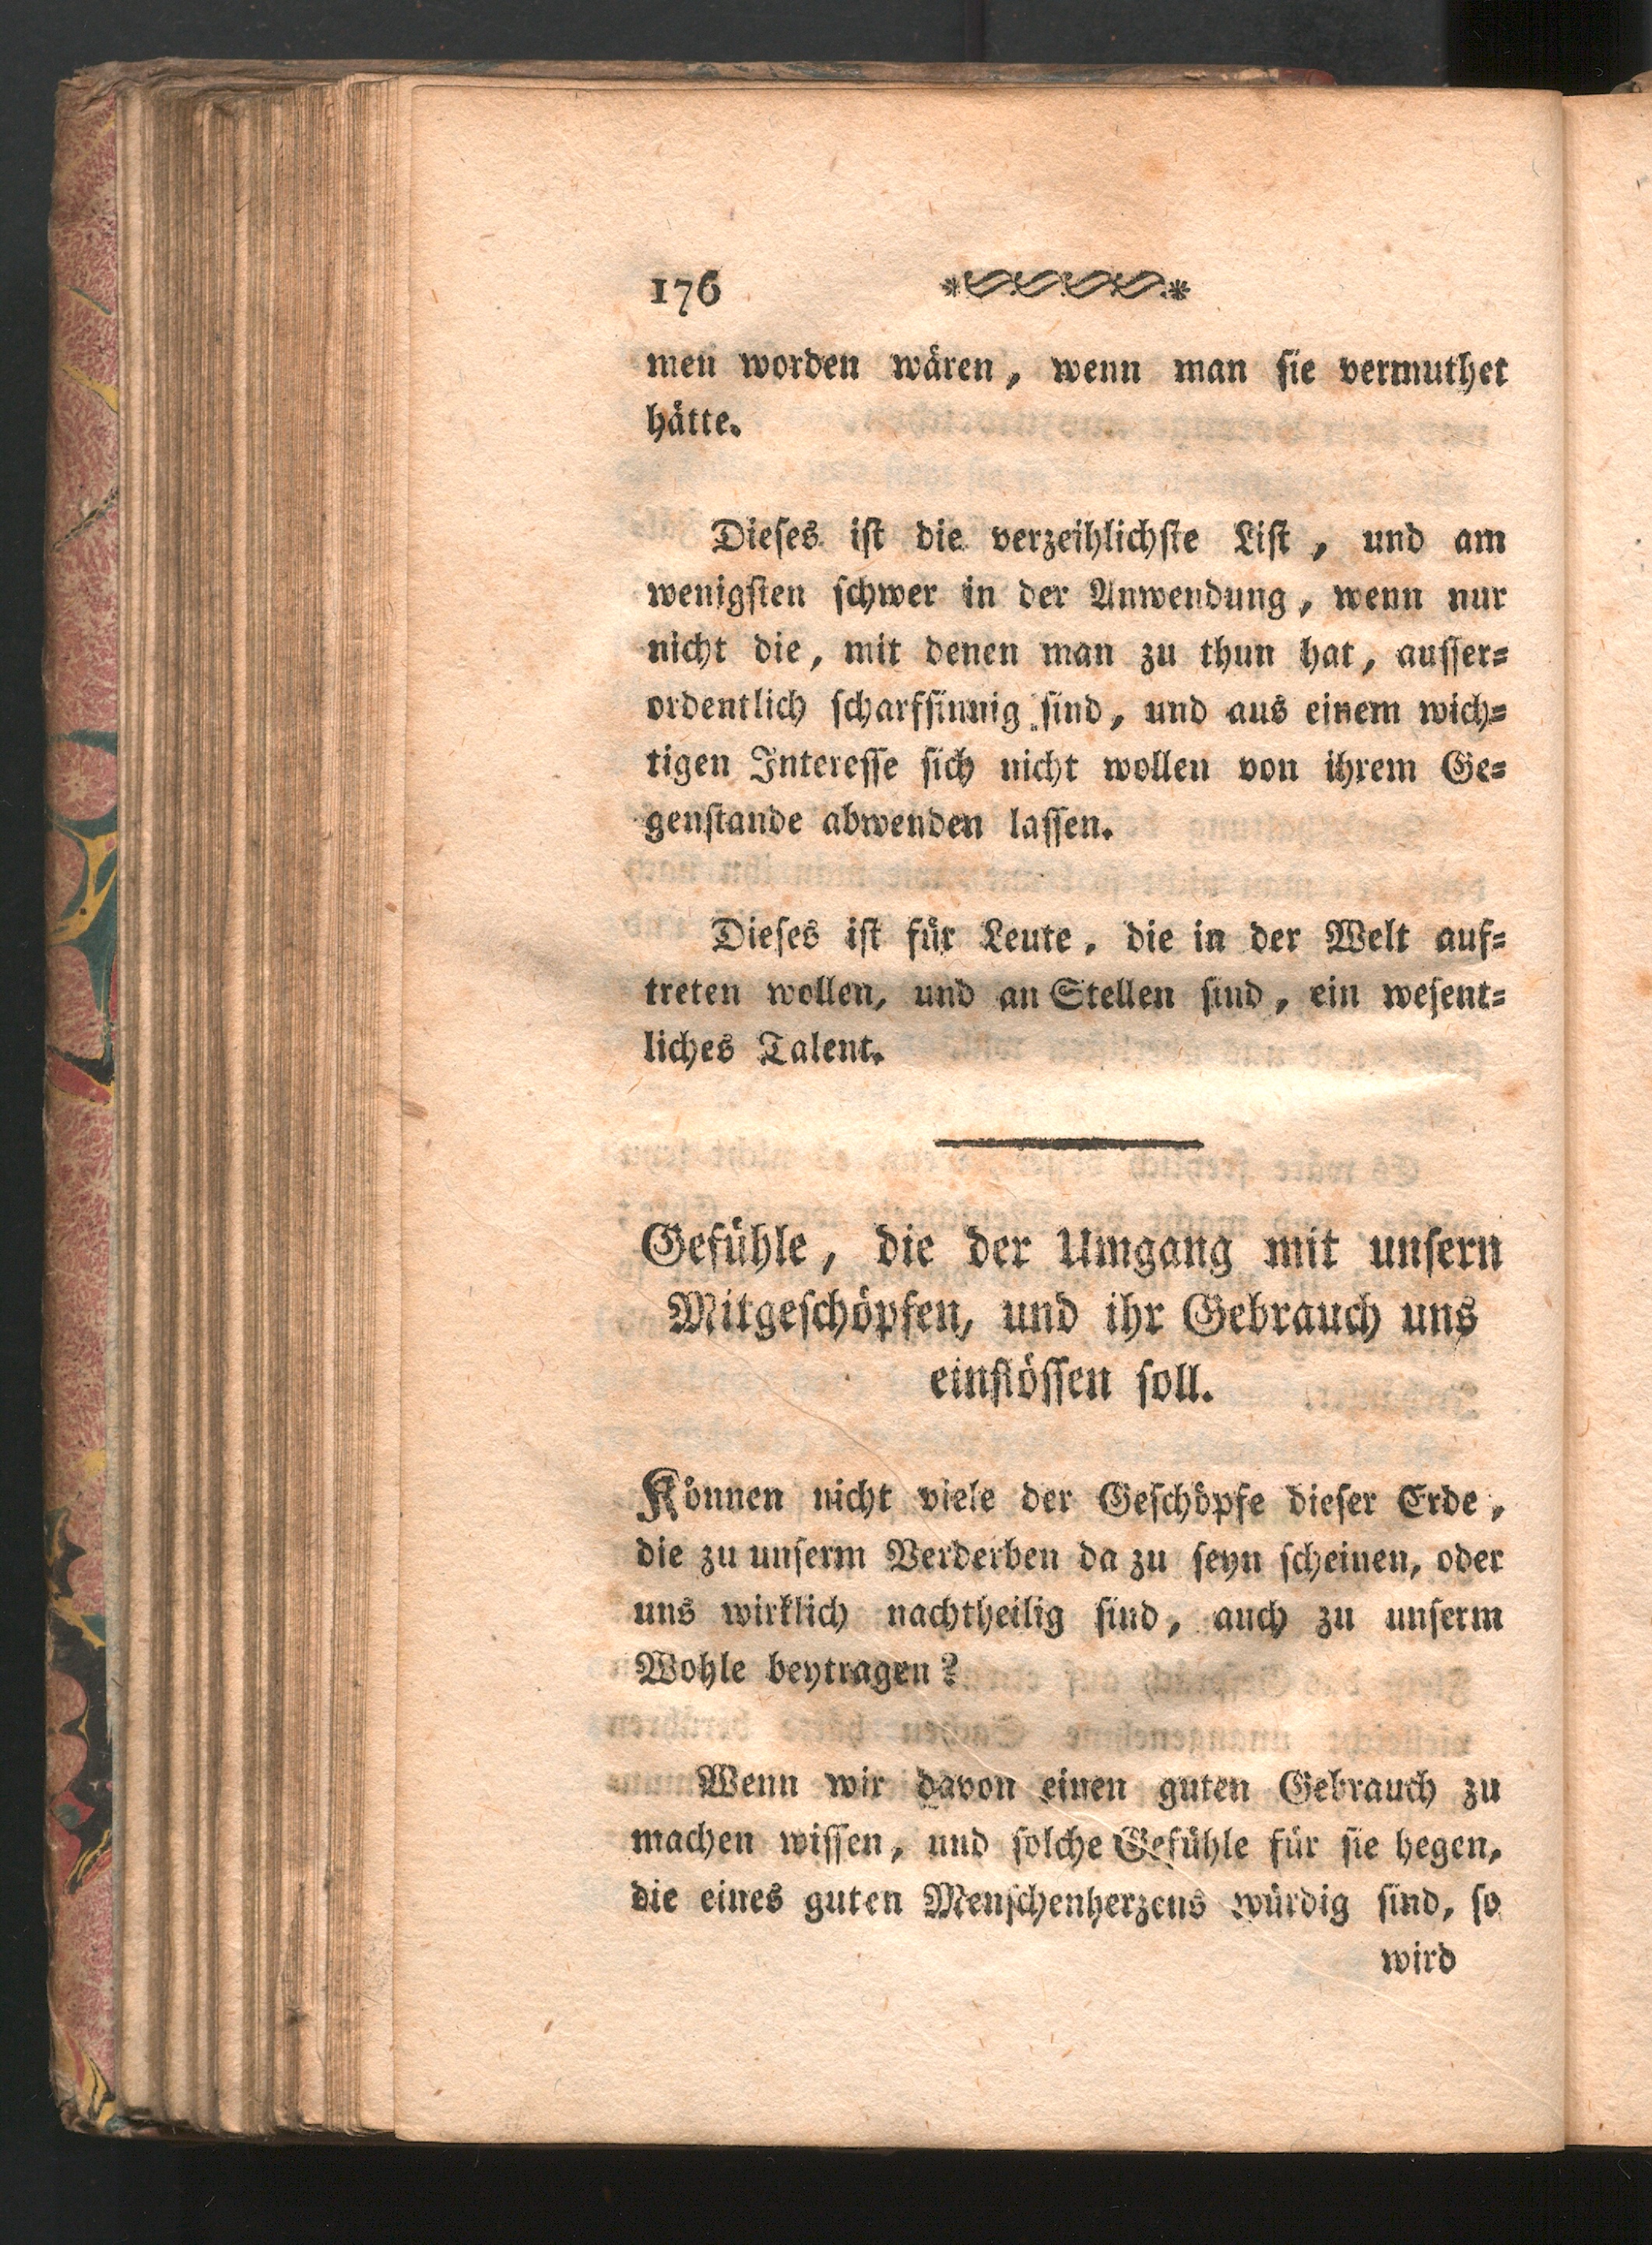 176
men worden wären, wenn man sie vermuthet
hätte.
Dieses ist die verzeihlichste List, und am
wenigsten schwer in der Anwendung, wenn nur
nicht die, mit denen man zu thun hat, ausser-
ordentlich scharfsinnig sind, und aus einem wich-
tigen Interesse sich nicht wollen von ihrem Ge-
genstande abwenden lassen.
Dieses ist für Leute, die in der Welt auf-
treten wollen, und an Stellen sind, ein wesent-
liches Talent.
Gefühle, die der Umgang mit unsern
Mitgeschöpfen, und ihr Gebrauch uns
einflössen soll.
Können nicht viele der Geschöpfe dieser Erde,
die zu unserm Verderben da zu seyn scheinen, oder
uns wirklich nachtheilig sind, auch zu unserm
Wohle beytragen?
Wenn wir davon einen guten Gebrauch zu
machen wissen, und solche Gefühle für sie hegen,
die eines guten Menschenherzens würdig sind, so
wird